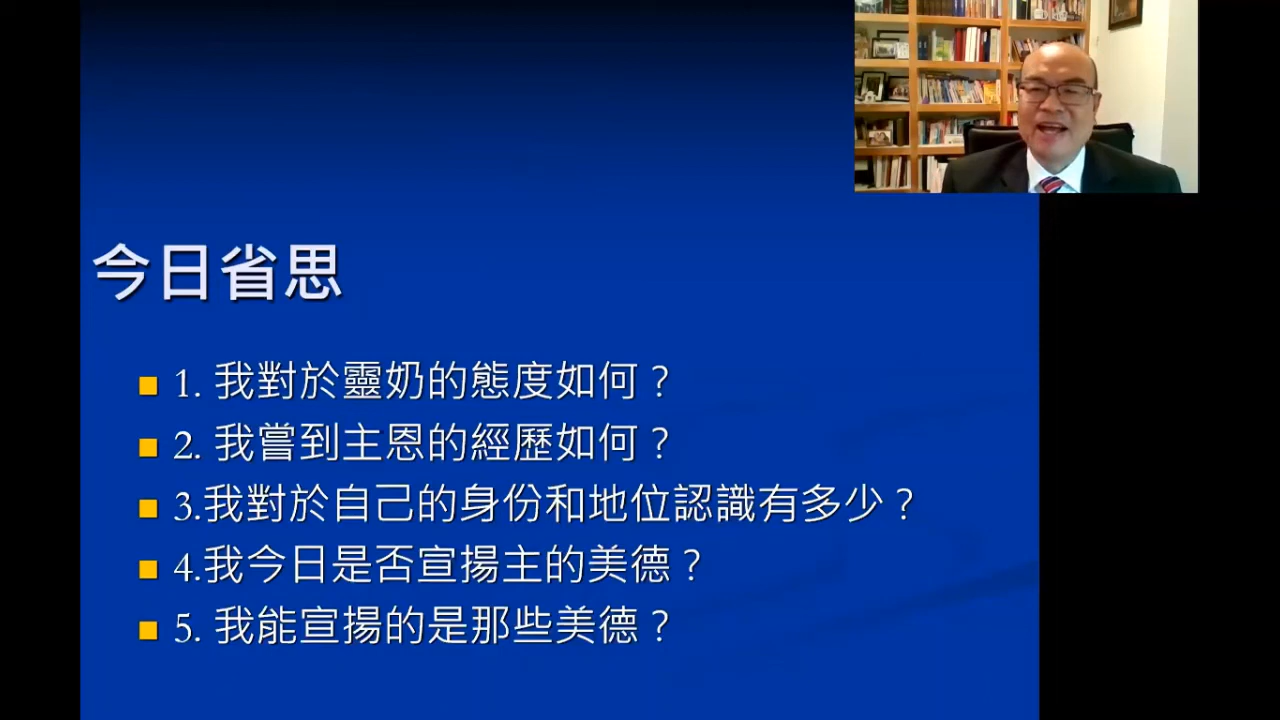 今日省思
1. 我對於靈奶的態度如何？
2. 我嘗到主恩的經歷如何？
3.我對於自己的身份和地位認識有多少？
4.我今日是否宣揚主的美德？
5. 我能宣揚的是那些美德？